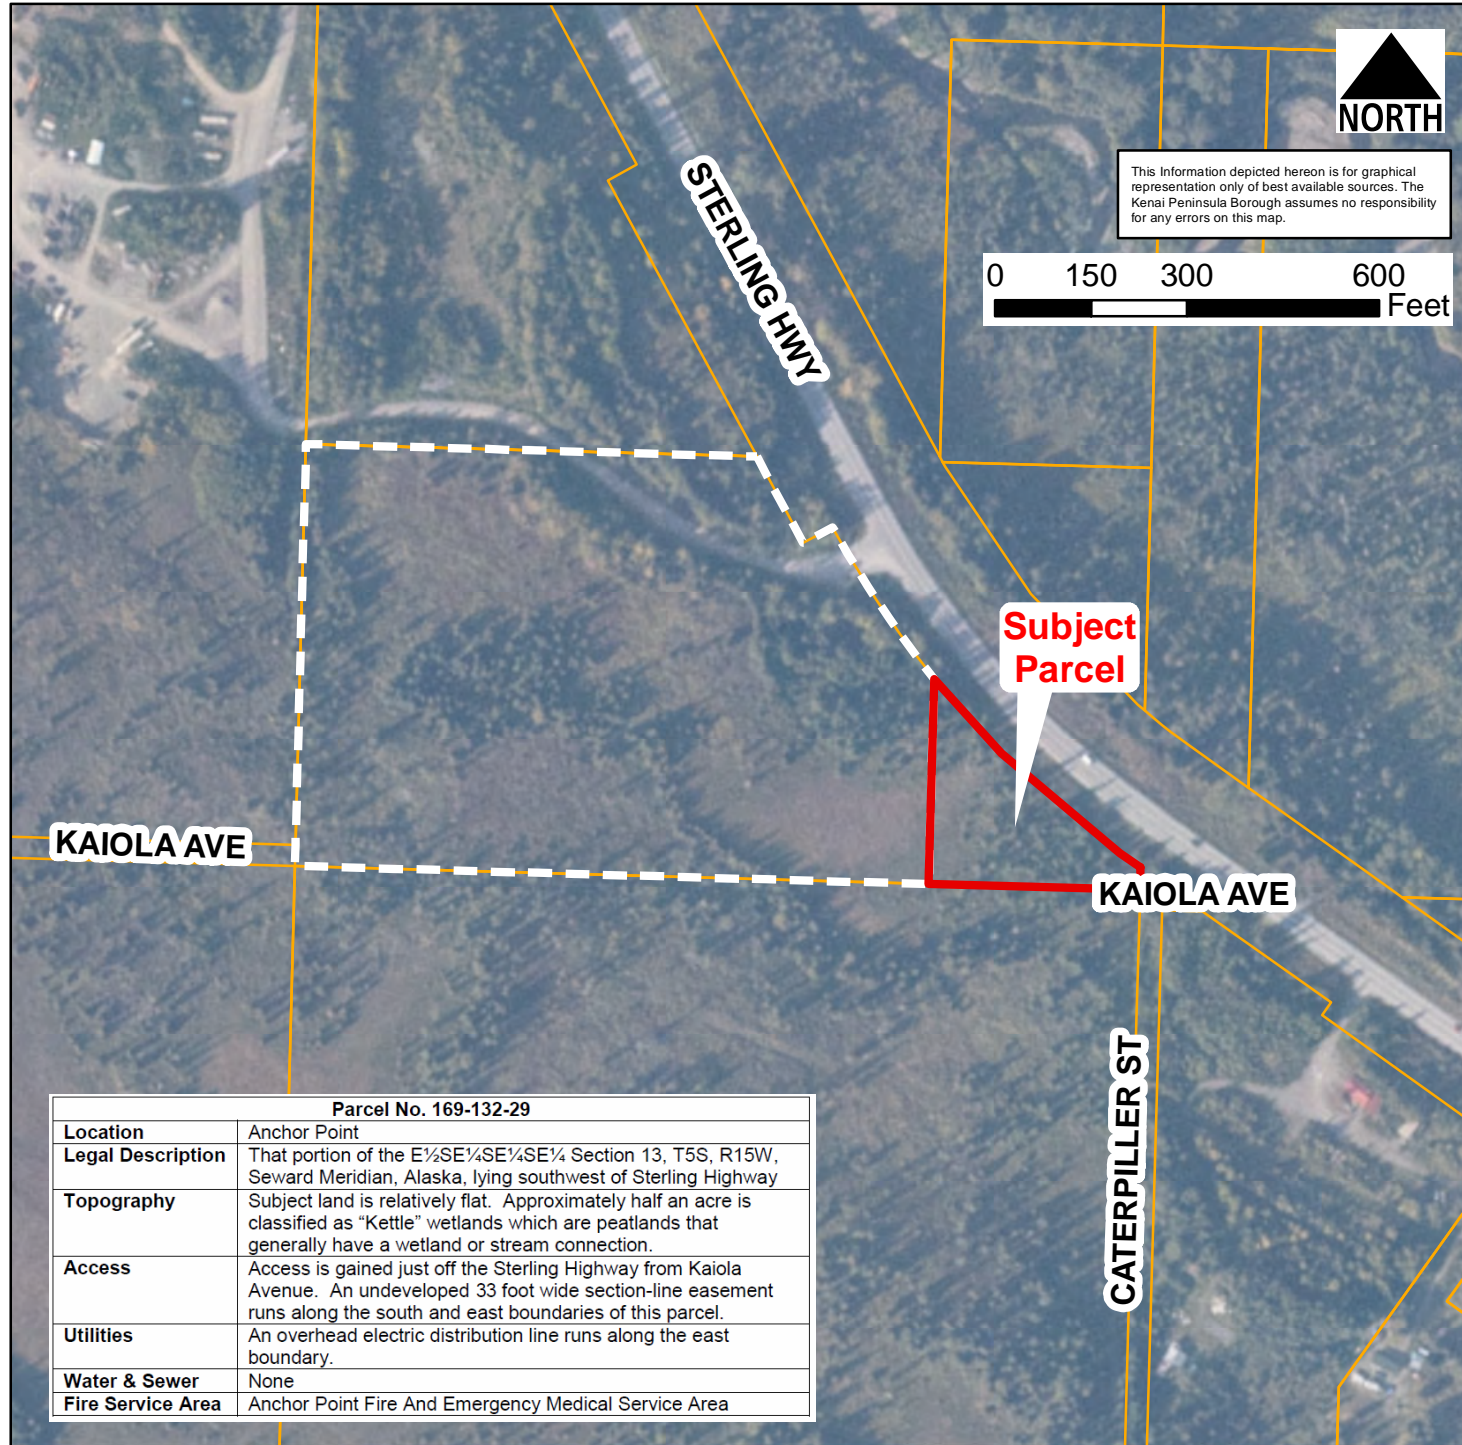 NORTH
This Information depicted hereon is for graphical
representation only of best available sources. The
Kenai Peninsula Borough assumes no responsibility
for any errors on this map.
0 150 300 600
Feet
STERLING HWY
Subject
Parcel
KAIOLA AVE
KAIOLA AVE
CATERPILLER ST
Parcel No. 169-132-29
Location Anchor Point
Legal Description That portion of the E½SE¼SE¼SE¼ Section 13, T5S, R15W,
Seward Meridian, Alaska, lying southwest of Sterling Highway
Topography Subject land is relatively flat. Approximately half an acre is
classified as “Kettle” wetlands which are peatlands that
generally have a wetland or stream connection.
Access Access is gained just off the Sterling Highway from Kaiola
Avenue. An undeveloped 33 foot wide section-line easement
runs along the south and east boundaries of this parcel.
Utilities An overhead electric distribution line runs along the east
boundary.
Water & Sewer None
Fire Service Area Anchor Point Fire And Emergency Medical Service Area